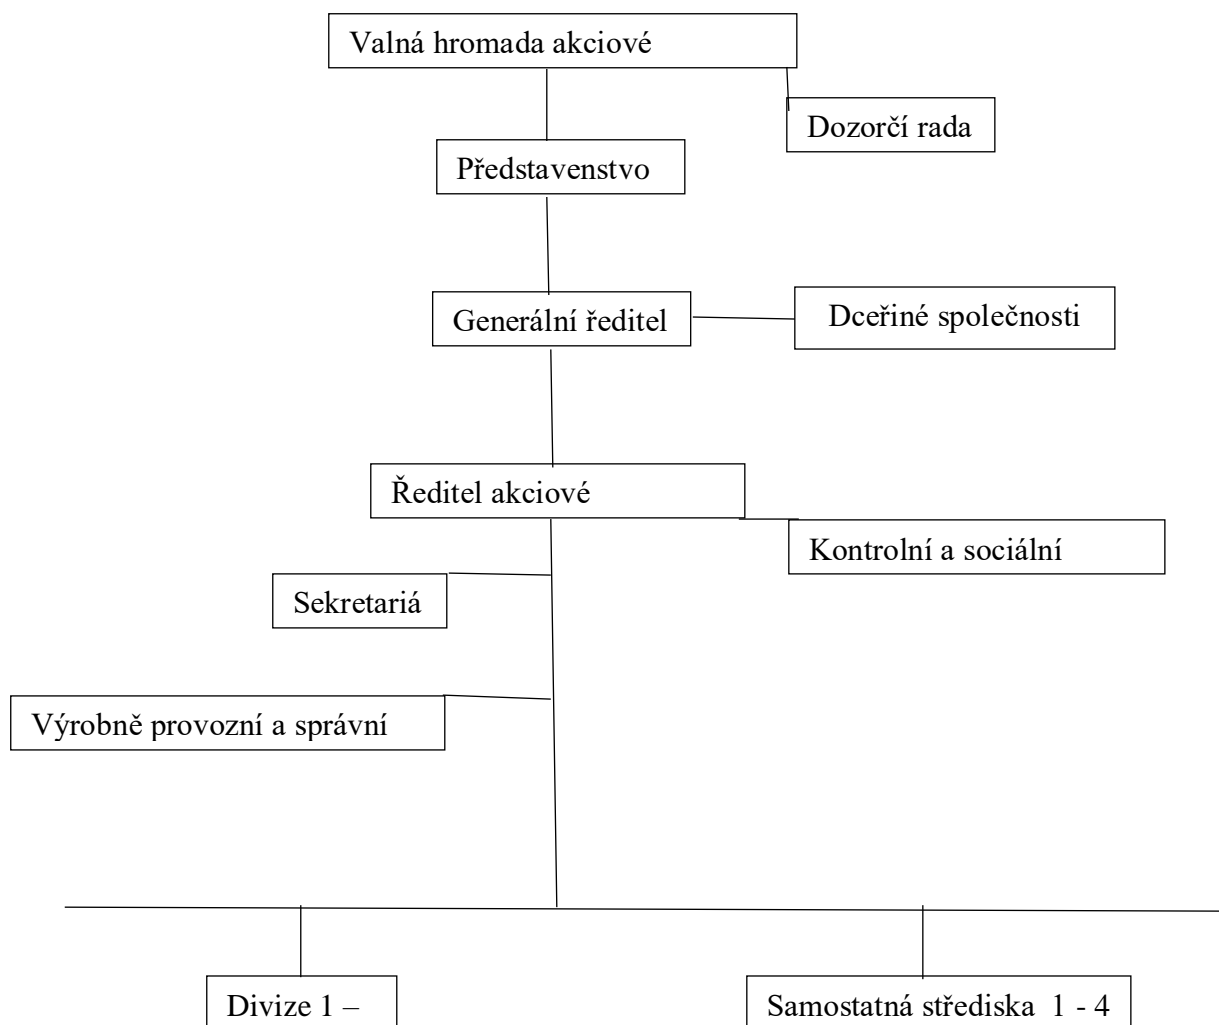 Valná hromada akciové
Dozorčí rada
Představenstvo
Generální ředitel
Dceřiné společnosti
Ředitel akciové
Kontrolní a sociální
Sekretariá
Výrobně provozní a správní
Divize 1 –
Samostatná střediska 1 - 4